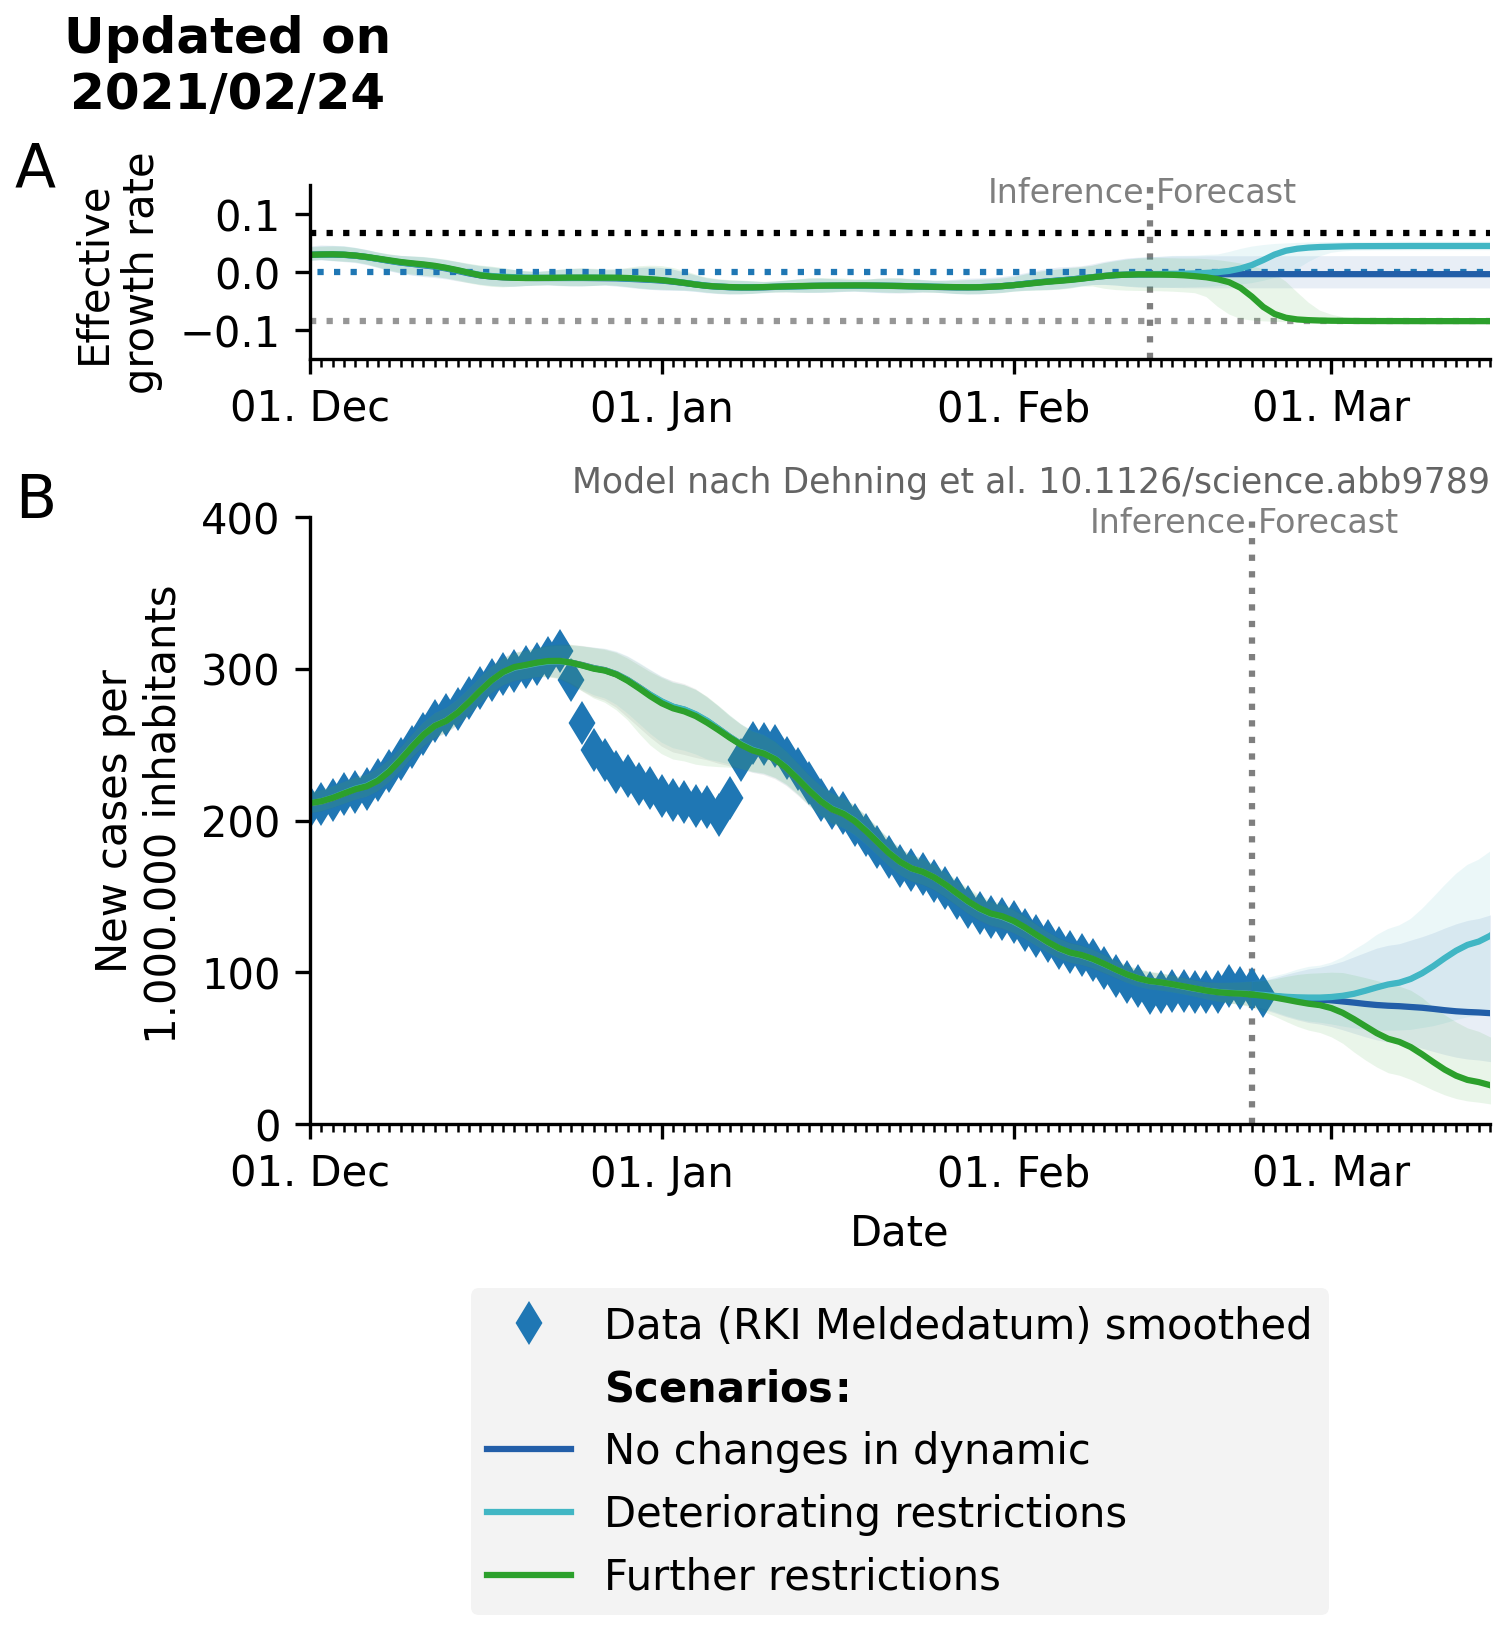 Updated on
2021/02/24
A
Effective
growth rate
Inference Forecast
0.1
0.0
−0.1
01. Dec
01. Jan
01. Feb
01. Mar
B
Model nach Dehning et al. 10.1126/science.abb9789
Inference Forecast
New cases per
1.000.000 inhabitants
400
300
200
100
0
01. Dec
01. Jan
01. Feb
01. Mar
Date
Data (RKI Meldedatum) smoothed
Scenarios:
No changes in dynamic
Deteriorating restrictions
Further restrictions